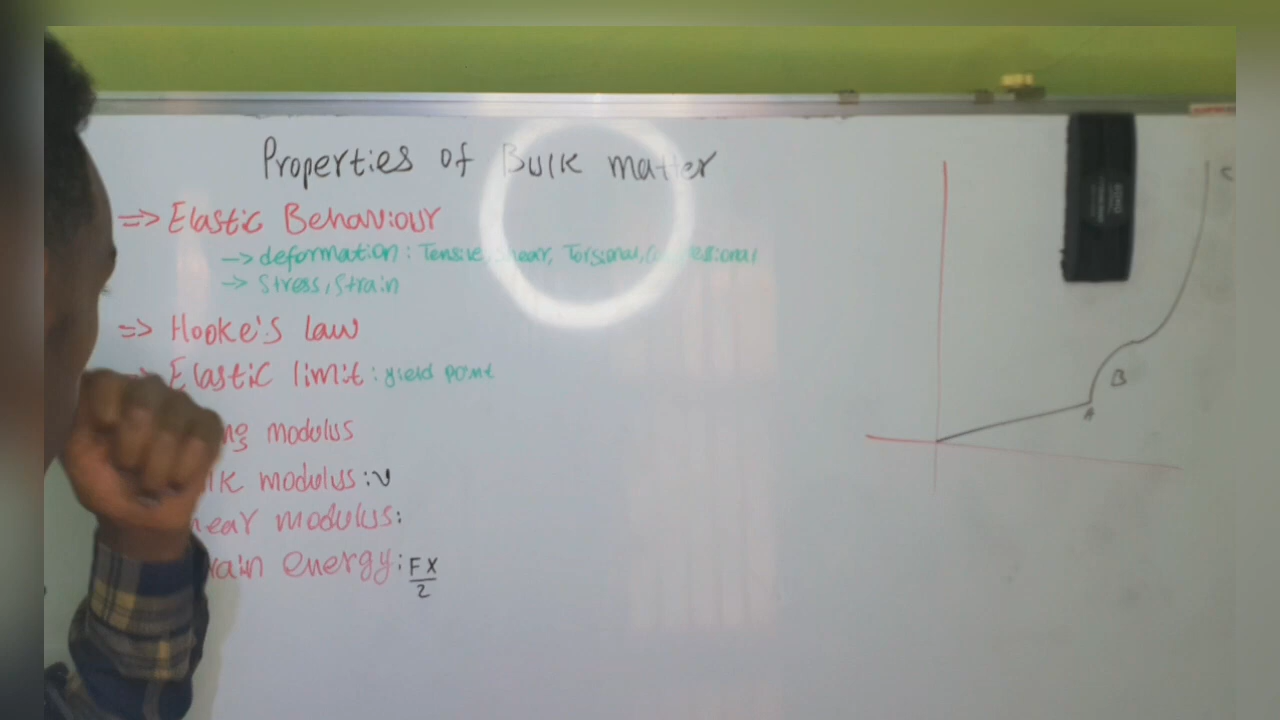 Properties of Bulk matter
=> Elastic Behaviour
-> deformation: Tensile, shear, Torsional,
-> Stress, Strain
=> Hooke's law
Elastic limit: yield point
modulus
modulus: v
modulus:
energy: FX/2
A
B
C